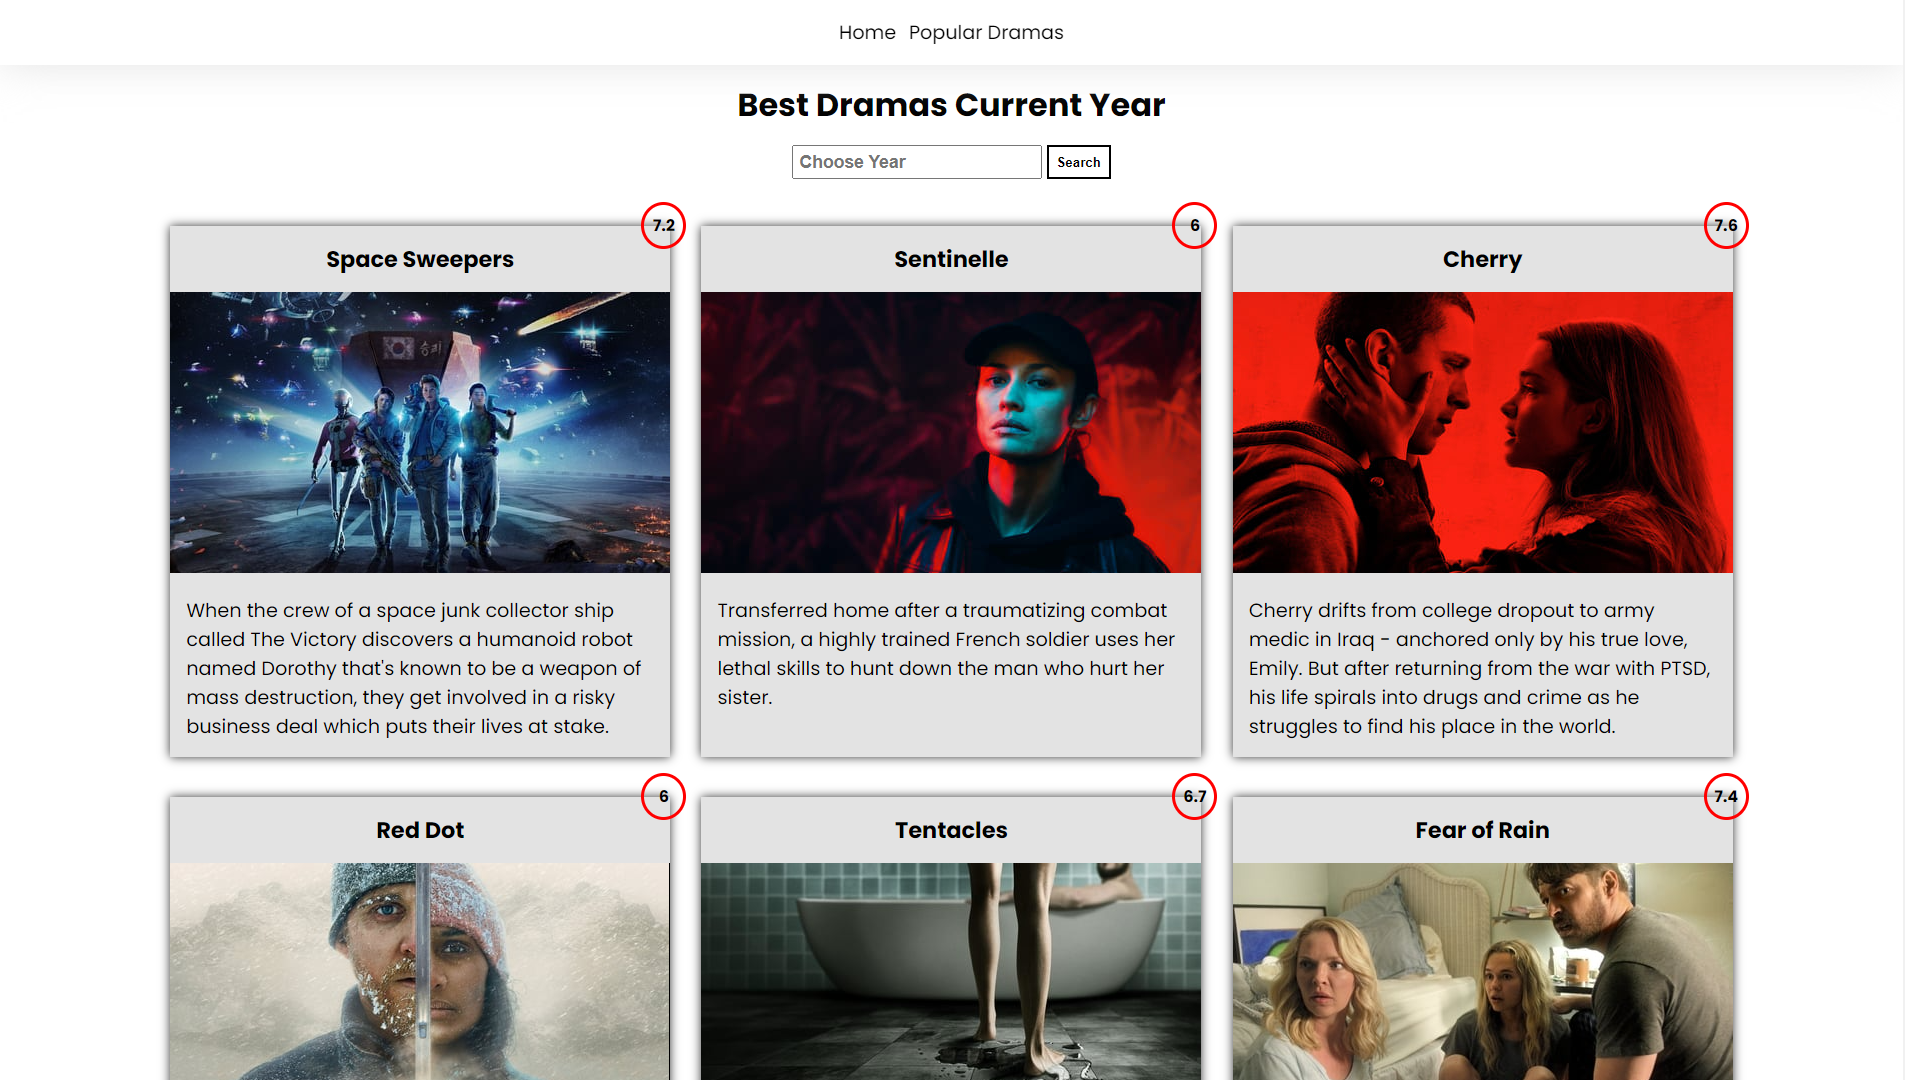 Home Popular Dramas
Best Dramas Current Year
Choose Year Search
7.2
Space Sweepers
승리
When the crew of a space junk collector ship
called The Victory discovers a humanoid robot
named Dorothy that's known to be a weapon of
mass destruction, they get involved in a risky
business deal which puts their lives at stake.
6
Sentinelle
Transferred home after a traumatizing combat
mission, a highly trained French soldier uses her
lethal skills to hunt down the man who hurt her
sister.
7.6
Cherry
Cherry drifts from college dropout to army
medic in Iraq - anchored only by his true love,
Emily. But after returning from the war with PTSD,
his life spirals into drugs and crime as he
struggles to find his place in the world.
6
Red Dot
6.7
Tentacles
7.4
Fear of Rain